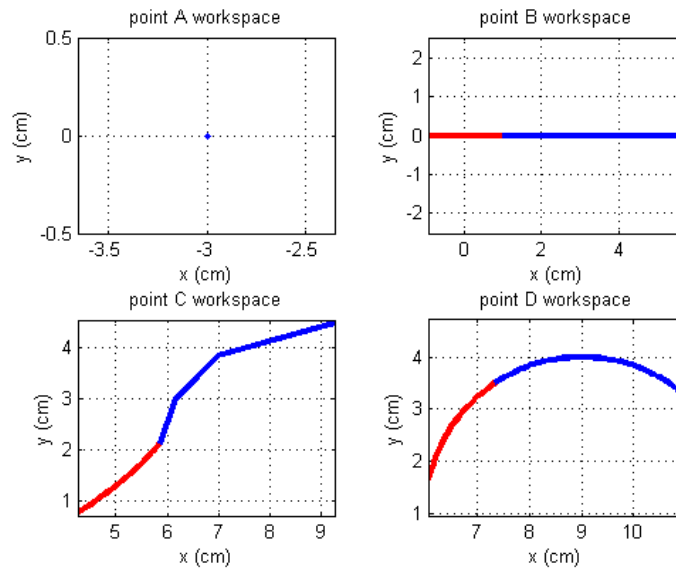 point A workspace
0.5
0
-0.5
y (cm)
-3.5
-3
-2.5
x (cm)
point B workspace
2
1
0
-1
-2
y (cm)
0
2
4
x (cm)
point C workspace
4
3
2
1
y (cm)
5
6
7
8
9
x (cm)
point D workspace
4
3
2
1
y (cm)
7
8
9
10
x (cm)